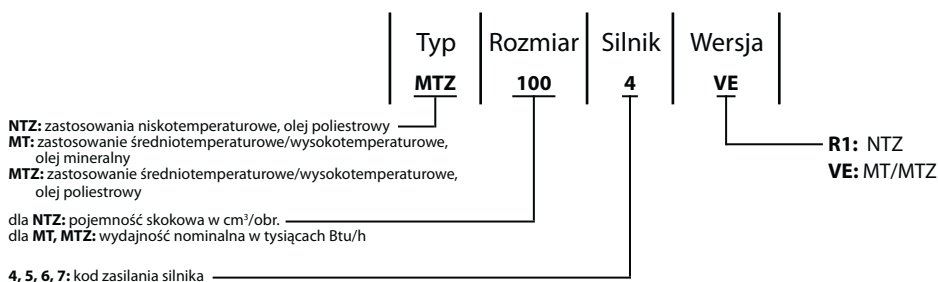 Typ Rozmiar Silnik Wersja
MTZ 100 4 VE
NTZ: zastosowania niskotemperaturowe, olej poliestrowy
MT: zastosowanie średniotemperaturowe/wysokotemperaturowe,
olej mineralny
MTZ: zastosowanie średniotemperaturowe/wysokotemperaturowe,
olej poliestrowy
R1: NTZ
VE: MT/MTZ
dla NTZ: pojemność skokowa w cm³/obr.
dla MT, MTZ: wydajność nominalna w tysiącach Btu/h
4, 5, 6, 7: kod zasilania silnika